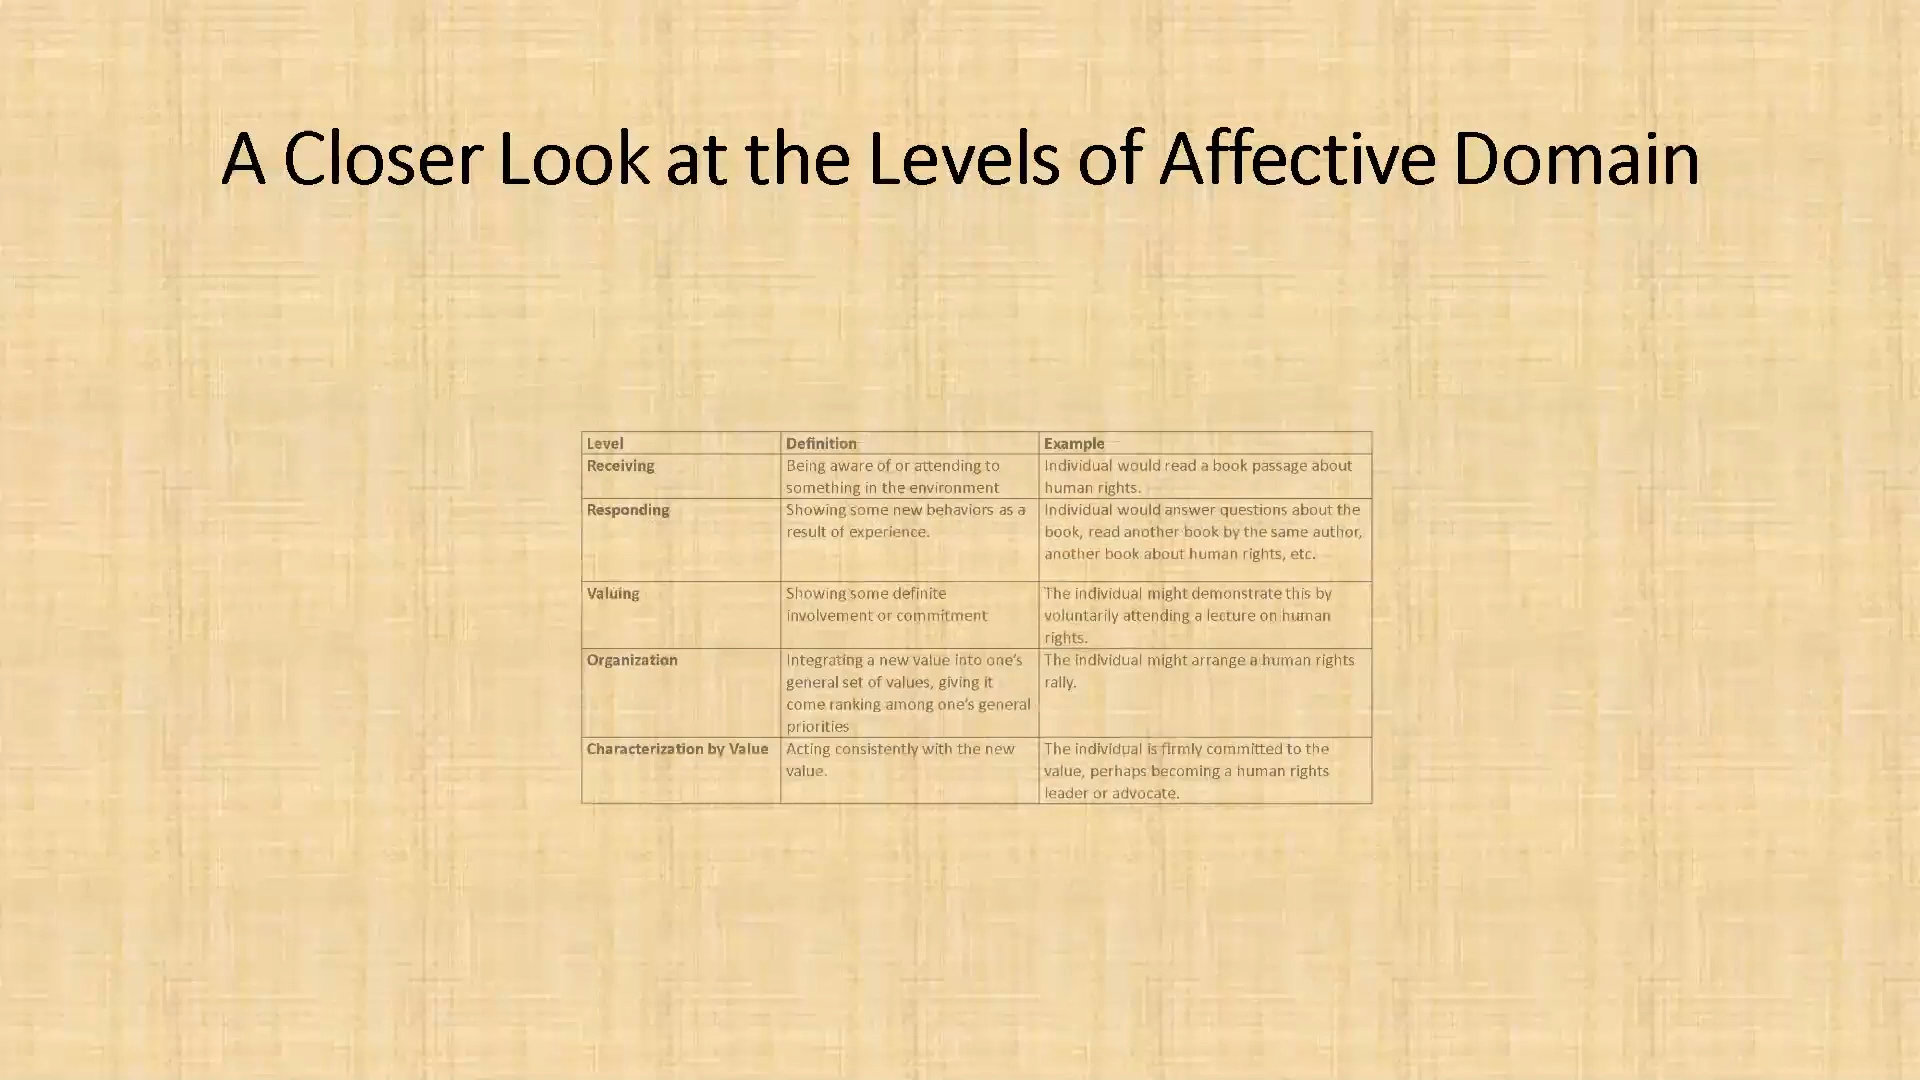 A Closer Look at the Levels of Affective Domain
Level Definition Example
Receiving Being aware of or attending to Individual would read a book passage about
something in the environment human rights.
Responding Showing some new behaviors as a Individual would answer questions about the
result of experience. book, read another book by the same author,
another book about human rights, etc.
Valuing Showing some definite The individual might demonstrate this by
involvement or commitment voluntarily attending a lecture on human
rights.
Organization Integrating a new value into one's The individual might arrange a human rights
general set of values, giving it rally.
come ranking among one's general
priorities
Characterization by Value Acting consistently with the new The individual is firmly committed to the
value. value, perhaps becoming a human rights
leader or advocate.